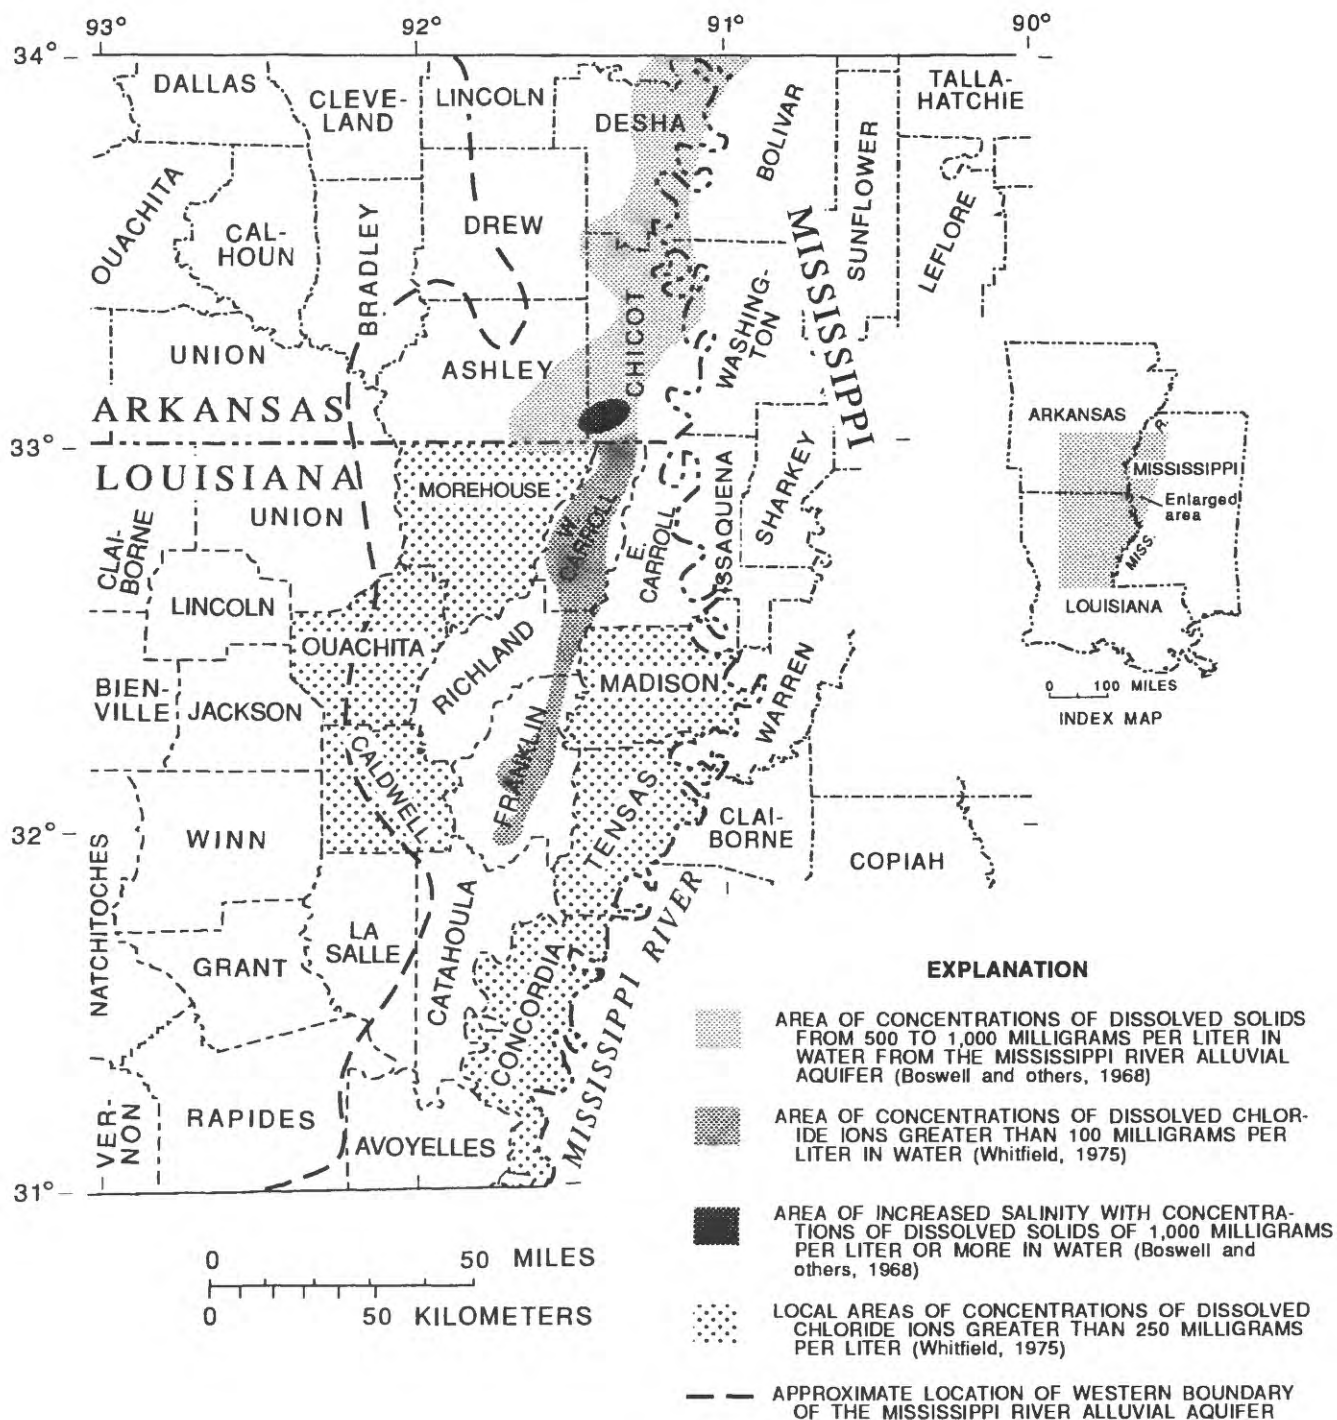 93°
92°
91°
90°
34°
DALLAS
CLEVE-
LAND
LINCOLN
DESHA
BOLIVAR
SUNFLOWER
TALLA-
HATCHIE
OUACHITA
CAL-
HOUN
BRADLEY
DREW
MISSISSIPPI
LEFLORE
UNION
ASHLEY
CHICOT
WASHING-
TON
ARKANSAS
33°
LOUISIANA
UNION
MOREHOUSE
W.
CARROLL
E.
CARROLL
ISSAQUENA
SHARKEY
CLAI-
BORNE
LINCOLN
OUACHITA
RICHLAND
MADISON
WARREN
BIEN-
VILLE
JACKSON
CALDWELL
FRANKLIN
TENSAS
32°
WINN
CLAI-
BORNE
COPIAH
NATCHITOCHES
LA
SALLE
CATAHOULA
GRANT
CONCORDIA
MISSISSIPPI RIVER
VER-
NON
RAPIDES
AVOYELLES
31°
0 50 MILES
0 50 KILOMETERS
ARKANSAS
R.
MISSISSIPPI
Enlarged
area
MISS.
LOUISIANA
0 100 MILES
INDEX MAP
EXPLANATION
AREA OF CONCENTRATIONS OF DISSOLVED SOLIDS
FROM 500 TO 1,000 MILLIGRAMS PER LITER IN
WATER FROM THE MISSISSIPPI RIVER ALLUVIAL
AQUIFER (Boswell and others, 1968)
AREA OF CONCENTRATIONS OF DISSOLVED CHLOR-
IDE IONS GREATER THAN 100 MILLIGRAMS PER
LITER IN WATER (Whitfield, 1975)
AREA OF INCREASED SALINITY WITH CONCENTRA-
TIONS OF DISSOLVED SOLIDS OF 1,000 MILLIGRAMS
PER LITER OR MORE IN WATER (Boswell and
others, 1968)
LOCAL AREAS OF CONCENTRATIONS OF DISSOLVED
CHLORIDE IONS GREATER THAN 250 MILLIGRAMS
PER LITER (Whitfield, 1975)
APPROXIMATE LOCATION OF WESTERN BOUNDARY
OF THE MISSISSIPPI RIVER ALLUVIAL AQUIFER